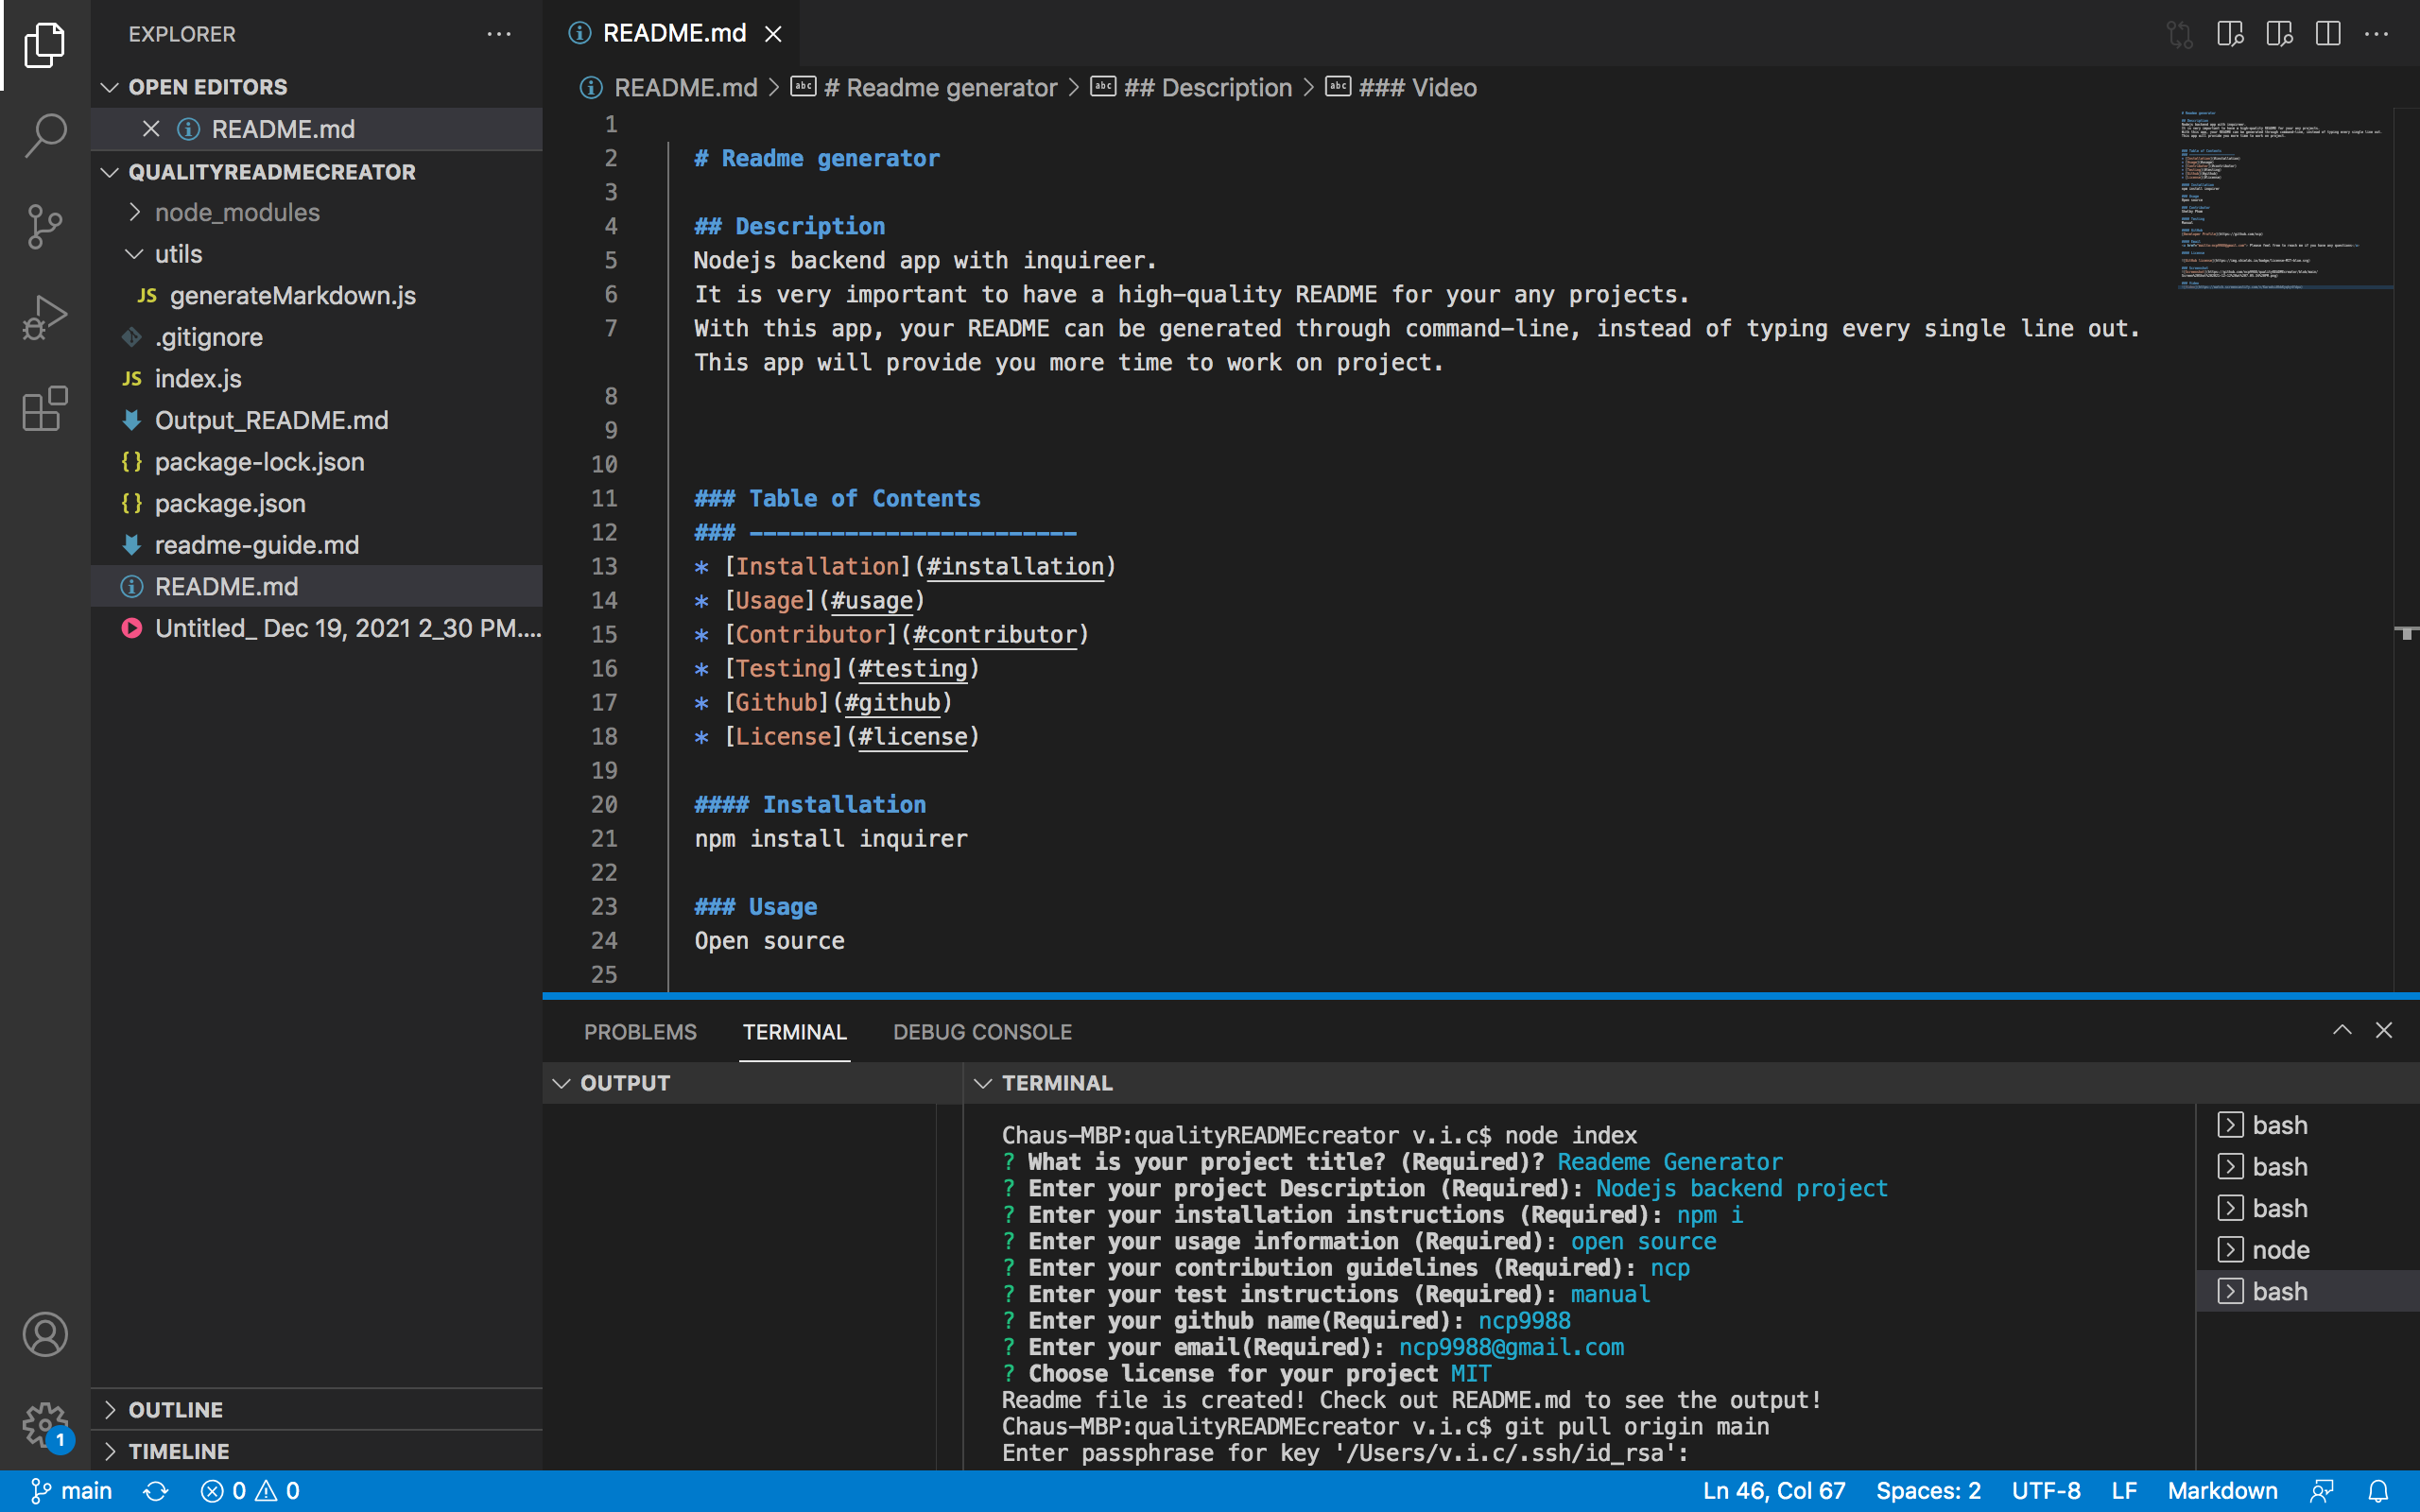 EXPLORER
OPEN EDITORS
README.md
QUALITYREADMECREATOR
node_modules
utils
JS generateMarkdown.js
.gitignore
JS index.js
Output_README.md
{} package-lock.json
{} package.json
readme-guide.md
README.md
Untitled_ Dec 19, 2021 2_30 PM....
OUTLINE
TIMELINE
1
README.md
README.md > # Readme generator > ## Description > ### Video
1
2 # Readme generator
3
4 ## Description
5 Nodejs backend app with inquireer.
6 It is very important to have a high-quality README for your any projects.
7 With this app, your README can be generated through command-line, instead of typing every single line out.
This app will provide you more time to work on project.
8
9
10
11 ### Table of Contents
12 ### ------------------------
13 * [Installation](#installation)
14 * [Usage](#usage)
15 * [Contributor](#contributor)
16 * [Testing](#testing)
17 * [Github](#github)
18 * [License](#license)
19
20 #### Installation
21 npm install inquirer
22
23 ### Usage
24 Open source
25
PROBLEMS TERMINAL DEBUG CONSOLE
OUTPUT
TERMINAL
Chaus-MBP:qualityREADMEcreator v.i.c$ node index
? What is your project title? (Required)? Reademe Generator
? Enter your project Description (Required): Nodejs backend project
? Enter your installation instructions (Required): npm i
? Enter your usage information (Required): open source
? Enter your contribution guidelines (Required): ncp
? Enter your test instructions (Required): manual
? Enter your github name(Required): ncp9988
? Enter your email(Required): ncp9988@gmail.com
? Choose license for your project MIT
Readme file is created! Check out README.md to see the output!
Chaus-MBP:qualityREADMEcreator v.i.c$ git pull origin main
Enter passphrase for key '/Users/v.i.c/.ssh/id_rsa':
bash
bash
bash
node
bash
main 0 0 Ln 46, Col 67 Spaces: 2 UTF-8 LF Markdown